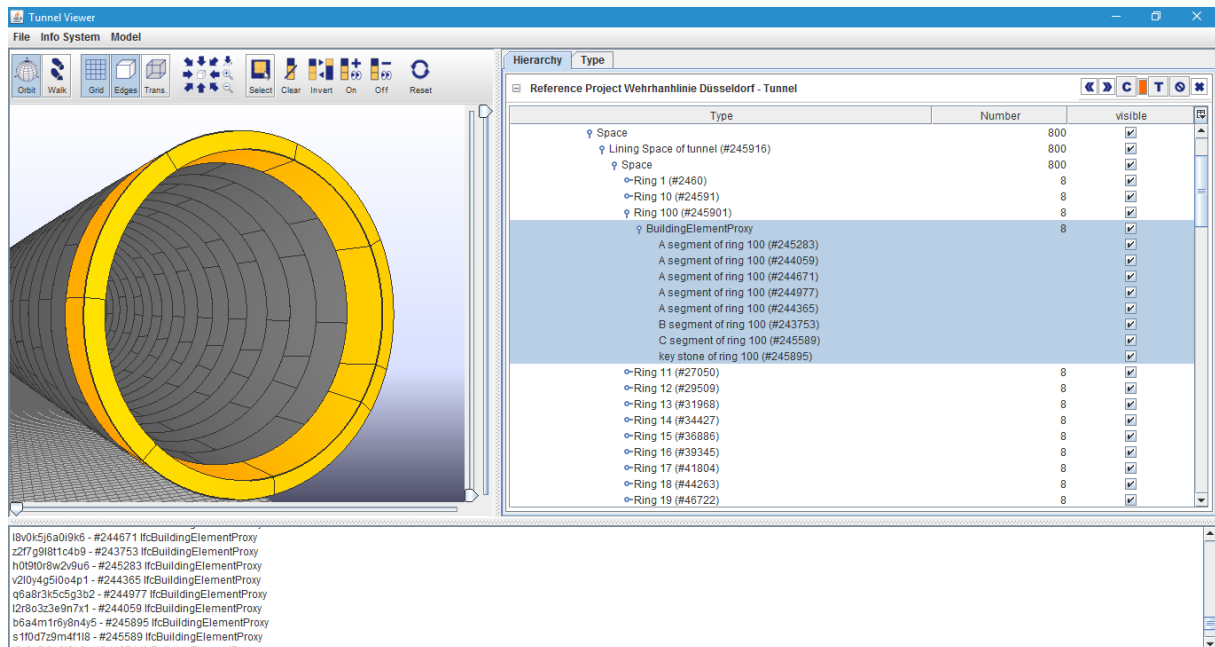 Tunnel Viewer
File Info System Model
Orbit Walk Grid Edges Trans. Select Clear Invert On Off Reset
Hierarchy Type
Reference Project Wehrhanhlinie Düsseldorf - Tunnel C T
Type Number visible
Space 800
Lining Space of tunnel (#245916) 800
Space 800
Ring 1 (#2460) 8
Ring 10 (#24591) 8
Ring 100 (#245901) 8
BuildingElementProxy 8
A segment of ring 100 (#245283)
A segment of ring 100 (#244059)
A segment of ring 100 (#244671)
A segment of ring 100 (#244977)
A segment of ring 100 (#244365)
B segment of ring 100 (#243753)
C segment of ring 100 (#245589)
key stone of ring 100 (#245895)
Ring 11 (#27050) 8
Ring 12 (#29509) 8
Ring 13 (#31968) 8
Ring 14 (#34427) 8
Ring 15 (#36886) 8
Ring 16 (#39345) 8
Ring 17 (#41804) 8
Ring 18 (#44263) 8
Ring 19 (#46722) 8
l8v0k5j6a0i9k6 - #244671 IfcBuildingElementProxy
z2f7g9l8t1c4b9 - #243753 IfcBuildingElementProxy
h0t9t0r8w2v9u6 - #245283 IfcBuildingElementProxy
v2l0y4g5i0o4p1 - #244365 IfcBuildingElementProxy
q6a8r3k5c5g3b2 - #244977 IfcBuildingElementProxy
l2r8o3z3e9n7x1 - #244059 IfcBuildingElementProxy
b6a4m1r6y8n4y5 - #245895 IfcBuildingElementProxy
s1f0d7z9m4f1l8 - #245589 IfcBuildingElementProxy